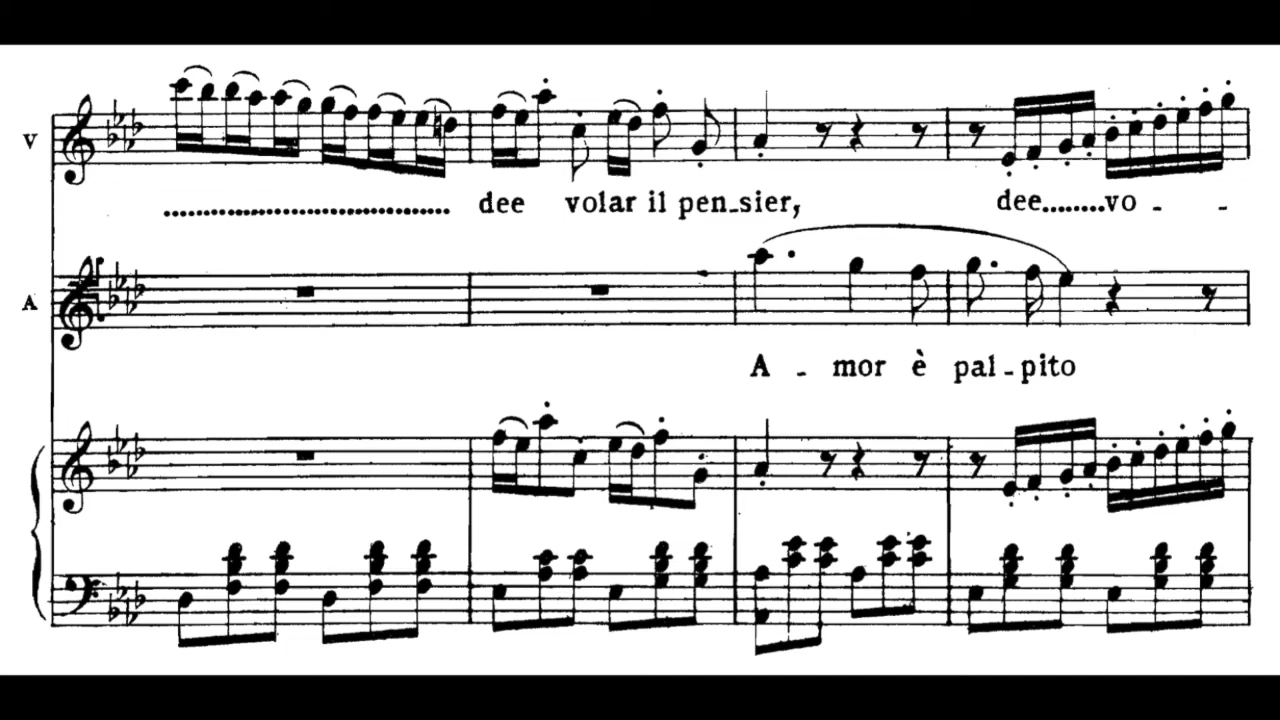 V
........................................ dee volar il pen-sier, dee........vo - -
A
A - mor è pal-pito